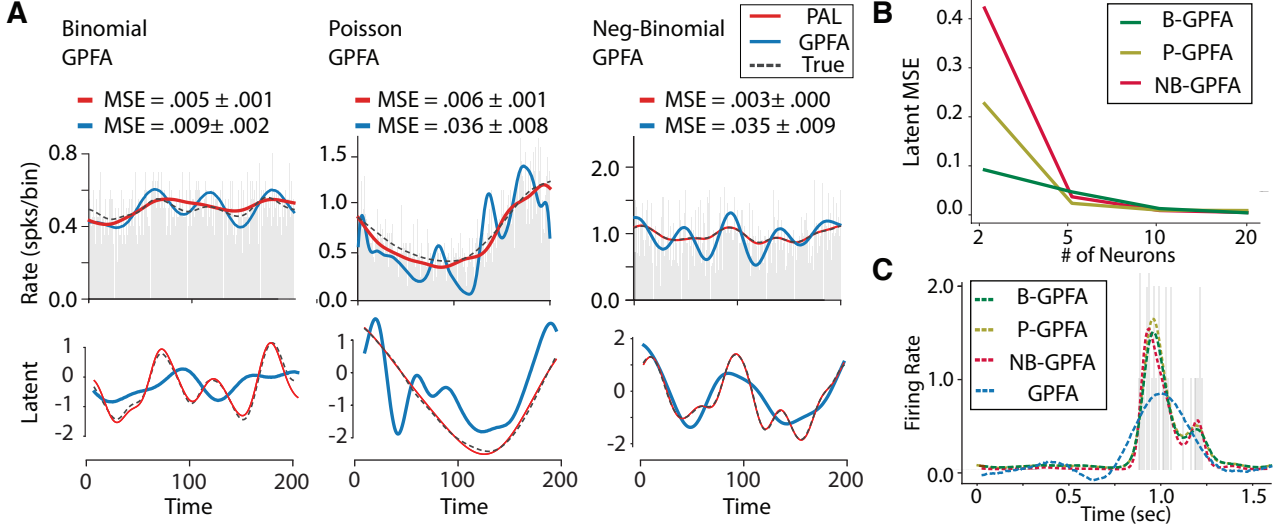 A
Binomial
GPFA
MSE = .005 ± .001
MSE = .009± .002
Rate (spks/bin)
0.8
0.4
0.0
Latent
1
0
-1
-2
0
100
200
Time
Poisson
GPFA
MSE = .006 ± .001
MSE = .036 ± .008
1.5
1.0
0.5
0.0
1
0
-1
-2
0
100
200
Time
Neg-Binomial
GPFA
PAL
GPFA
True
MSE = .003± .000
MSE = .035 ± .009
2.0
1.0
0.0
2
0
-2
0
100
200
Time
B
Latent MSE
0.4
0.3
0.2
0.1
0.0
2
5
10
20
# of Neurons
B-GPFA
P-GPFA
NB-GPFA
C
Firing Rate
2.0
1.0
0.0
0.0
0.5
1.0
1.5
Time (sec)
B-GPFA
P-GPFA
NB-GPFA
GPFA